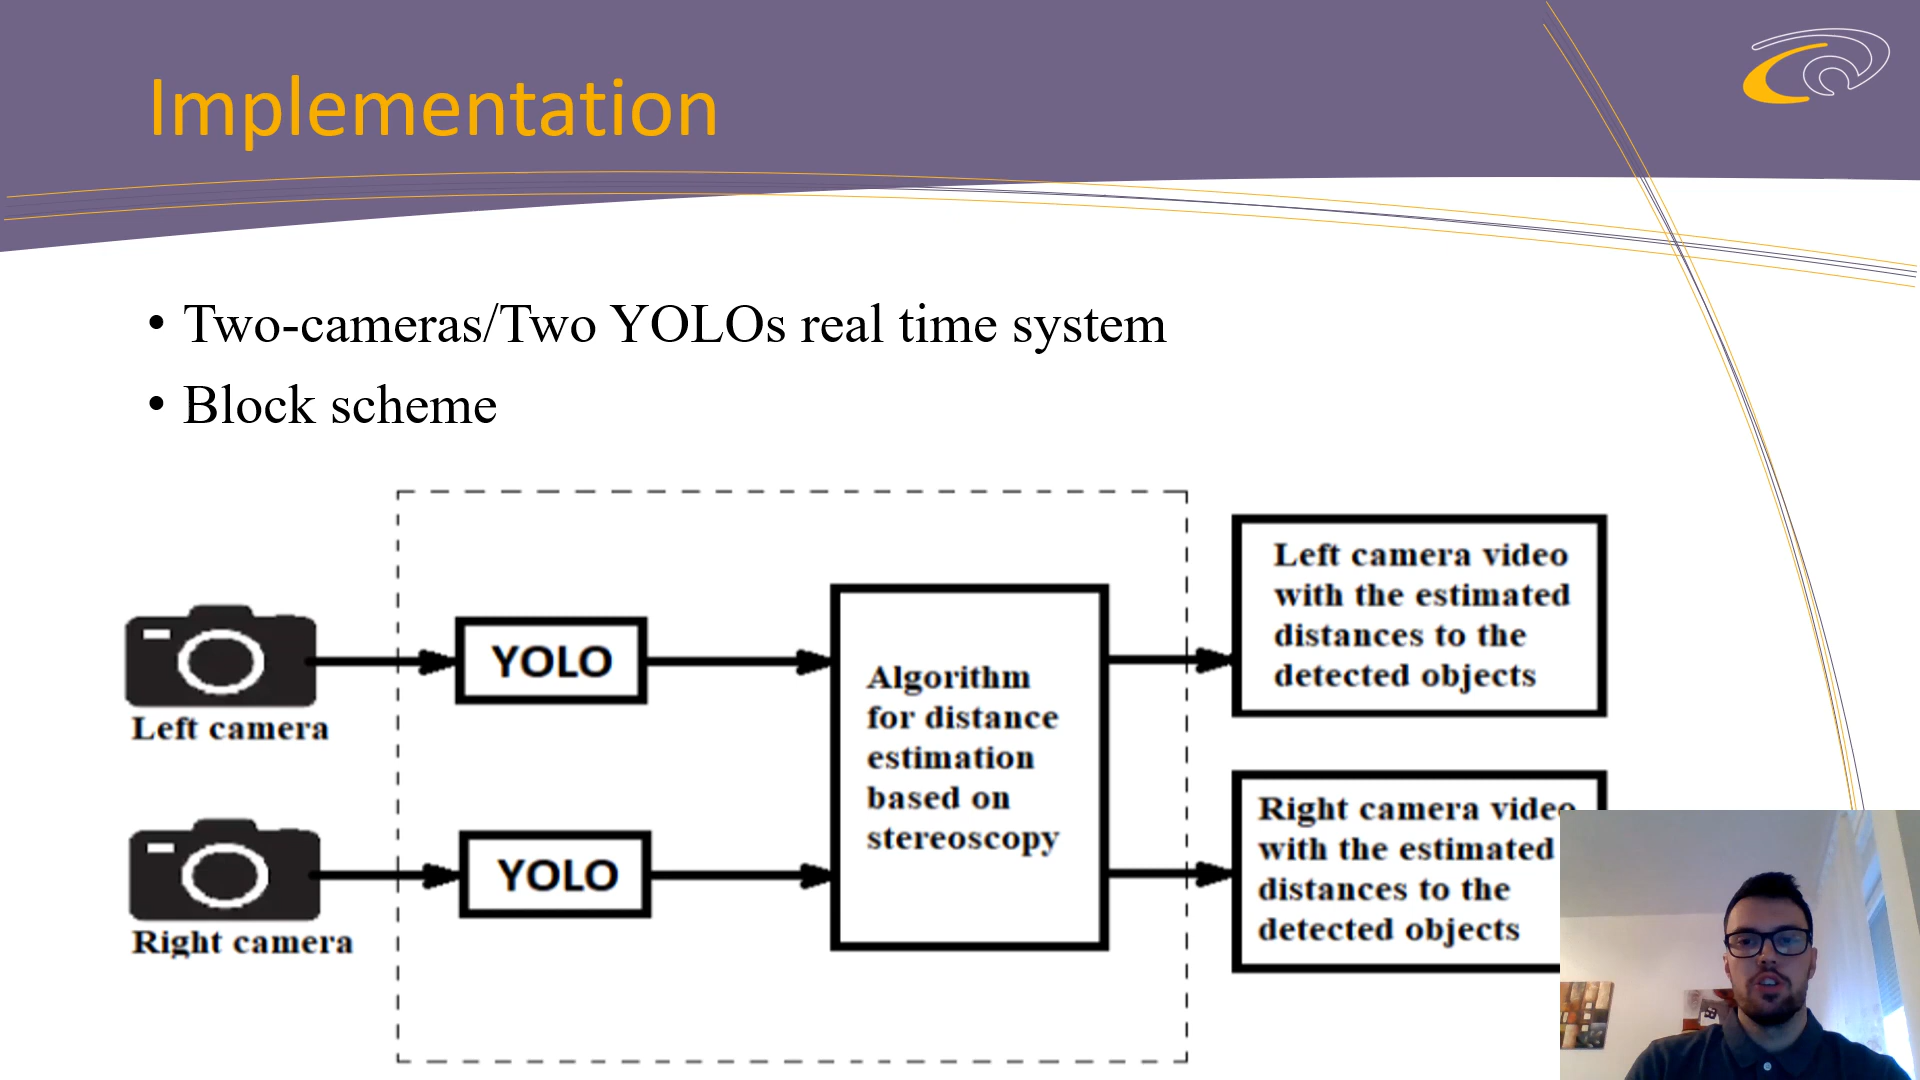 Implementation
• Two-cameras/Two YOLOs real time system
• Block scheme
Left camera
YOLO
Right camera
YOLO
Algorithm
for distance
estimation
based on
stereoscopy
Left camera video
with the estimated
distances to the
detected objects
Right camera video
with the estimated
distances to the
detected objects